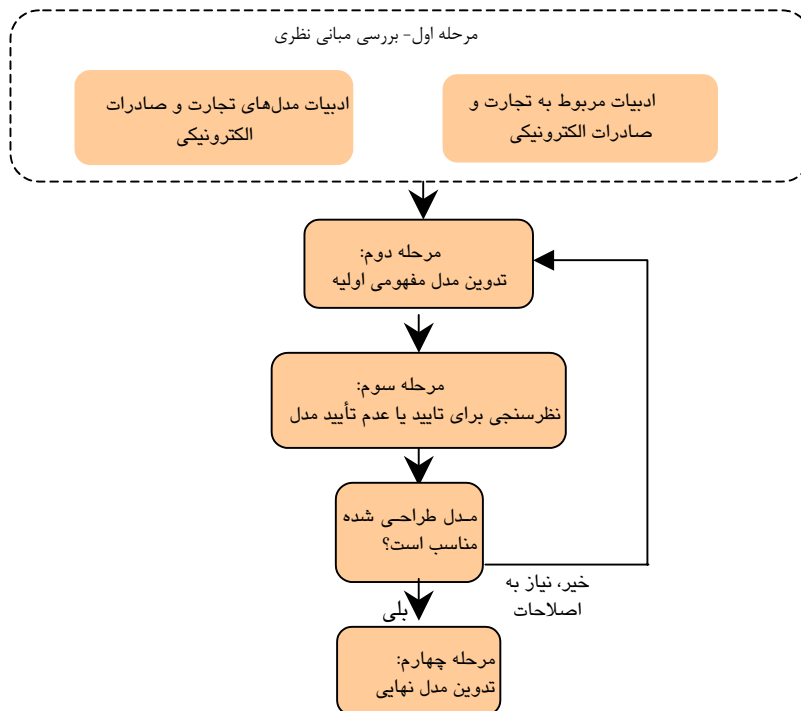 مرحله اول- بررسی مبانی نظری
ادبیات مربوط به تجارت و
صادرات الکترونیکی
ادبیات مدل‌های تجارت و صادرات
الکترونیکی
مرحله دوم:
تدوین مدل مفهومی اولیه
مرحله سوم:
نظرسنجی برای تایید یا عدم تأیید مدل
مـدل طراحـی شده
مناسب است؟
خیر، نیاز به
اصلاحات
بلی
مرحله چهارم:
تدوین مدل نهایی